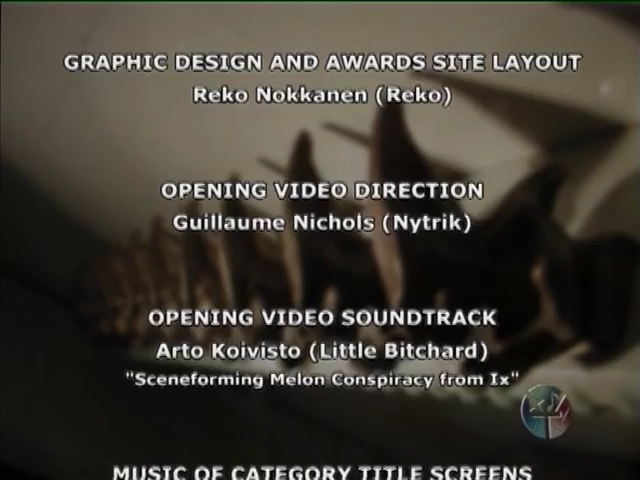 GRAPHIC DESIGN AND AWARDS SITE LAYOUT
Reko Nokkanen (Reko)
OPENING VIDEO DIRECTION
Guillaume Nichols (Nytrik)
OPENING VIDEO SOUNDTRACK
Arto Koivisto (Little Bitchard)
"Sceneforming Melon Conspiracy from Ix"
MUSIC OF CATEGORY TITLE SCREENS